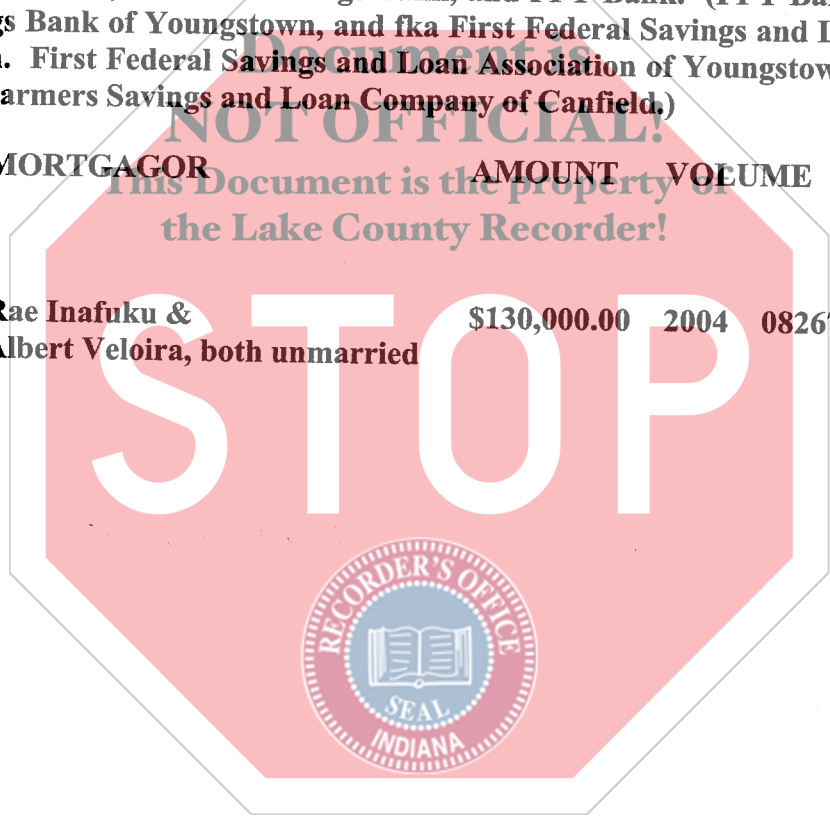 gs Bank of Youngstown, and fka First Federal Savings and L
a. First Federal Savings and Loan Association of Youngstow
armers Savings and Loan Company of Canfield.)
Document is
NOT OFFICIAL!
This Document is the property of
the Lake County Recorder!
MORTGAGOR AMOUNT VOLUME
Rae Inafuku & $130,000.00 2004 0826
Albert Veloira, both unmarried
STOP
RECORDER'S OFFICE
SEAL
INDIANA